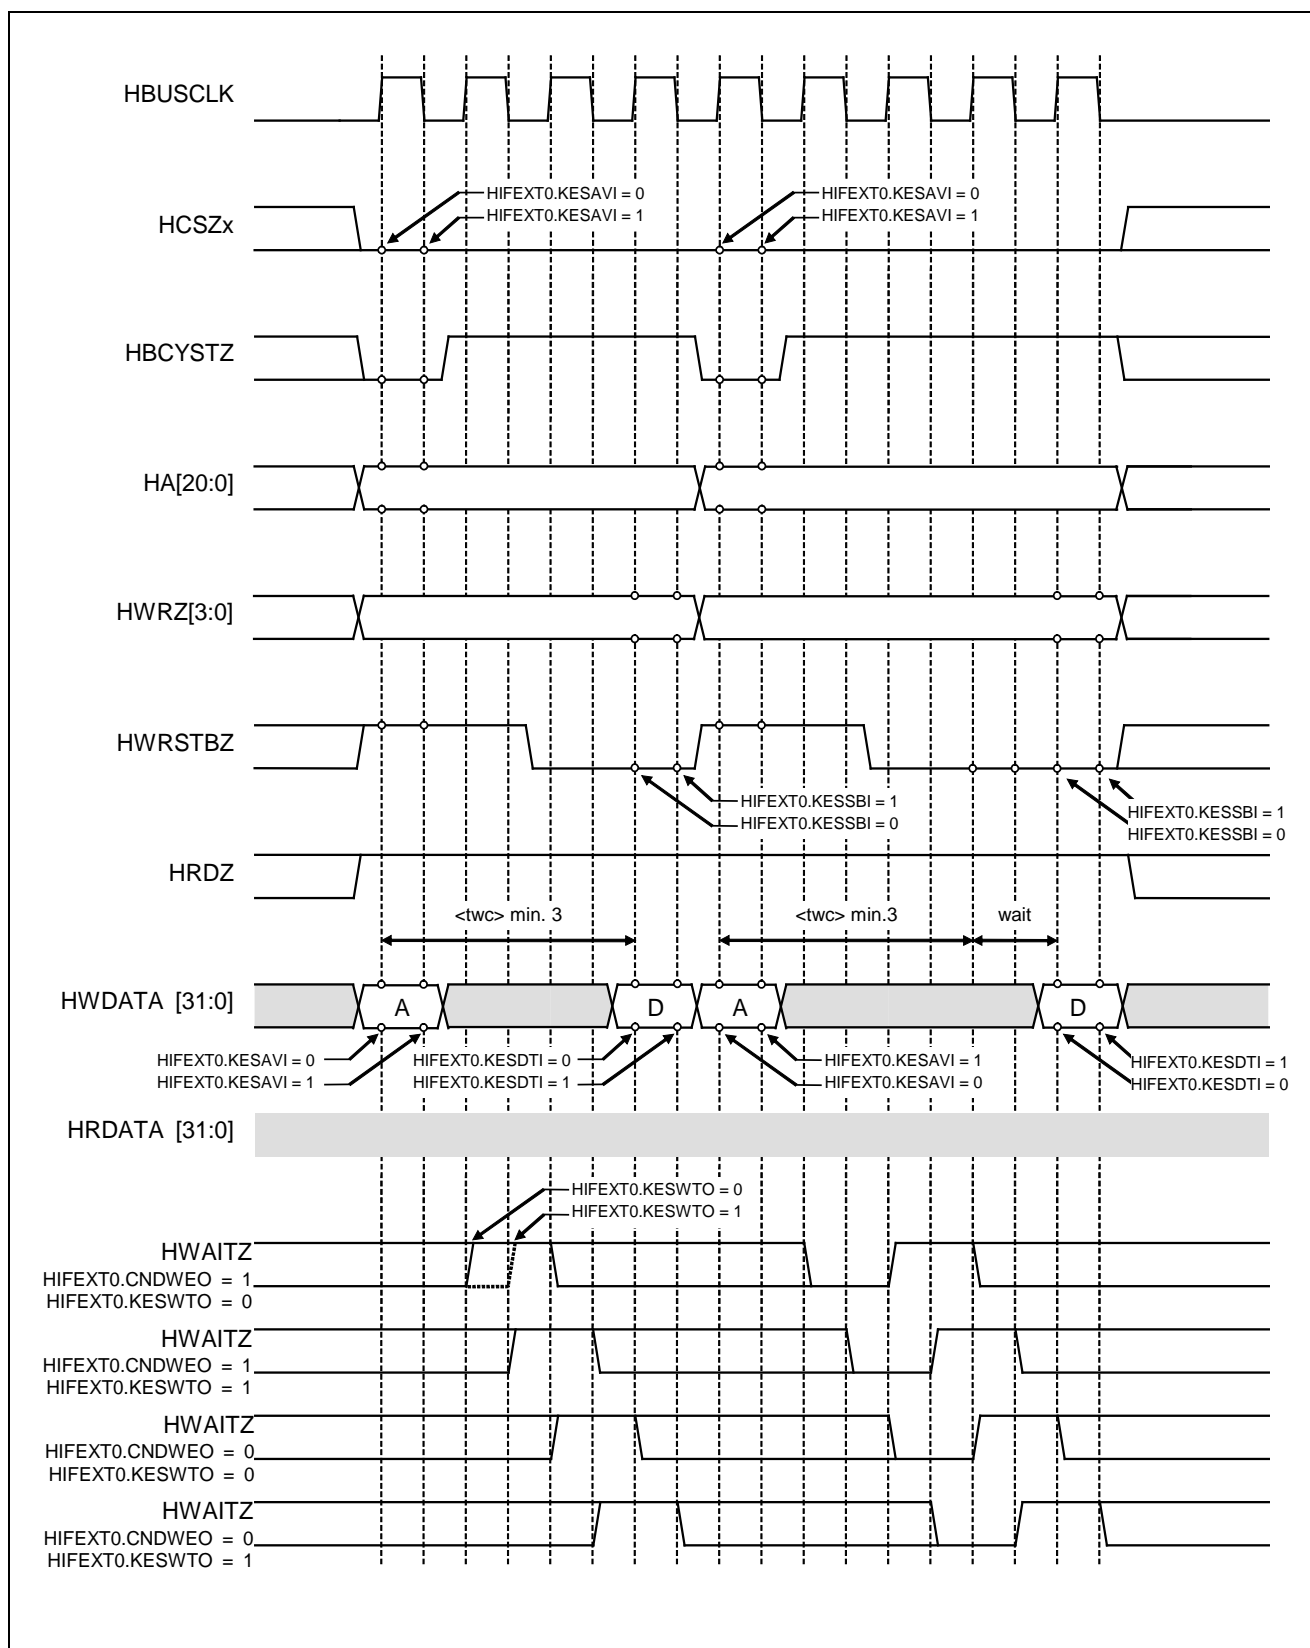 HBUSCLK
HIFEXT0.KESAVI = 0
HIFEXT0.KESAVI = 0
HIFEXT0.KESAVI = 1
HIFEXT0.KESAVI = 1
HCSZx
HBCYSTZ
HA[20:0]
HWRZ[3:0]
HWRSTBZ
HIFEXT0.KESSBI = 1
HIFEXT0.KESSBI = 1
HIFEXT0.KESSBI = 0
HIFEXT0.KESSBI = 0
HRDZ
<twc> min. 3
<twc> min.3
wait
HWDATA [31:0]
A
D
A
D
HIFEXT0.KESAVI = 0
HIFEXT0.KESDTI = 0
HIFEXT0.KESAVI = 1
HIFEXT0.KESDTI = 1
HIFEXT0.KESAVI = 1
HIFEXT0.KESDTI = 1
HIFEXT0.KESAVI = 0
HIFEXT0.KESDTI = 0
HRDATA [31:0]
HIFEXT0.KESWTO = 0
HIFEXT0.KESWTO = 1
HWAITZ
HIFEXT0.CNDWEO = 1
HIFEXT0.KESWTO = 0
HWAITZ
HIFEXT0.CNDWEO = 1
HIFEXT0.KESWTO = 1
HWAITZ
HIFEXT0.CNDWEO = 0
HIFEXT0.KESWTO = 0
HWAITZ
HIFEXT0.CNDWEO = 0
HIFEXT0.KESWTO = 1